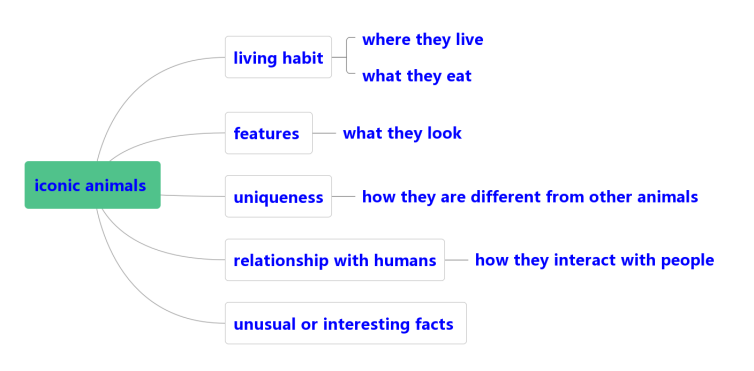 iconic animals
living habit
where they live
what they eat
features
what they look
uniqueness
how they are different from other animals
relationship with humans
how they interact with people
unusual or interesting facts